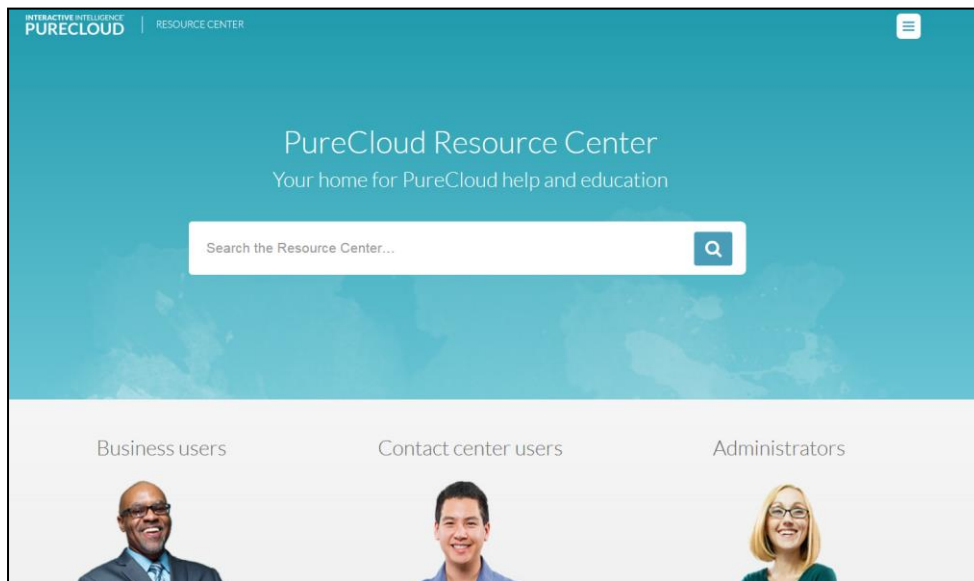 INTERACTIVE INTELLIGENCE
PURECLOUD
RESOURCE CENTER
PureCloud Resource Center
Your home for PureCloud help and education
Search the Resource Center...
Business users
Contact center users
Administrators